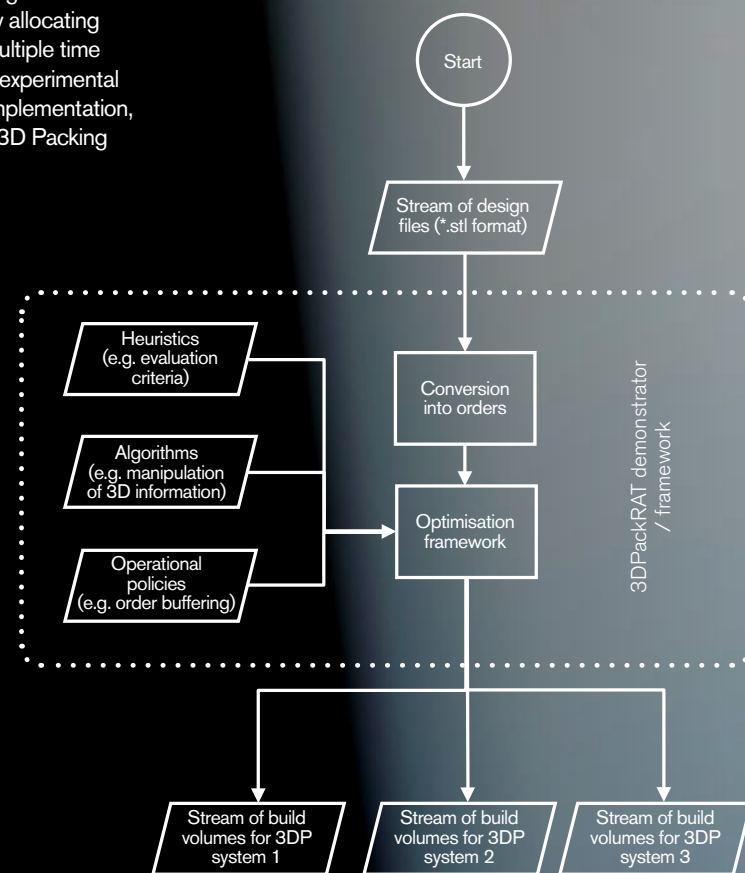 y allocating
ultiple time
experimental
mplementation,
3D Packing
Start
Stream of design
files (*.stl format)
Heuristics
(e.g. evaluation
criteria)
Conversion
into orders
Algorithms
(e.g. manipulation
of 3D information)
Optimisation
framework
Operational
policies
(e.g. order buffering)
3DPackRAT demonstrator
/ framework
Stream of build
volumes for 3DP
system 1
Stream of build
volumes for 3DP
system 2
Stream of build
volumes for 3DP
system 3